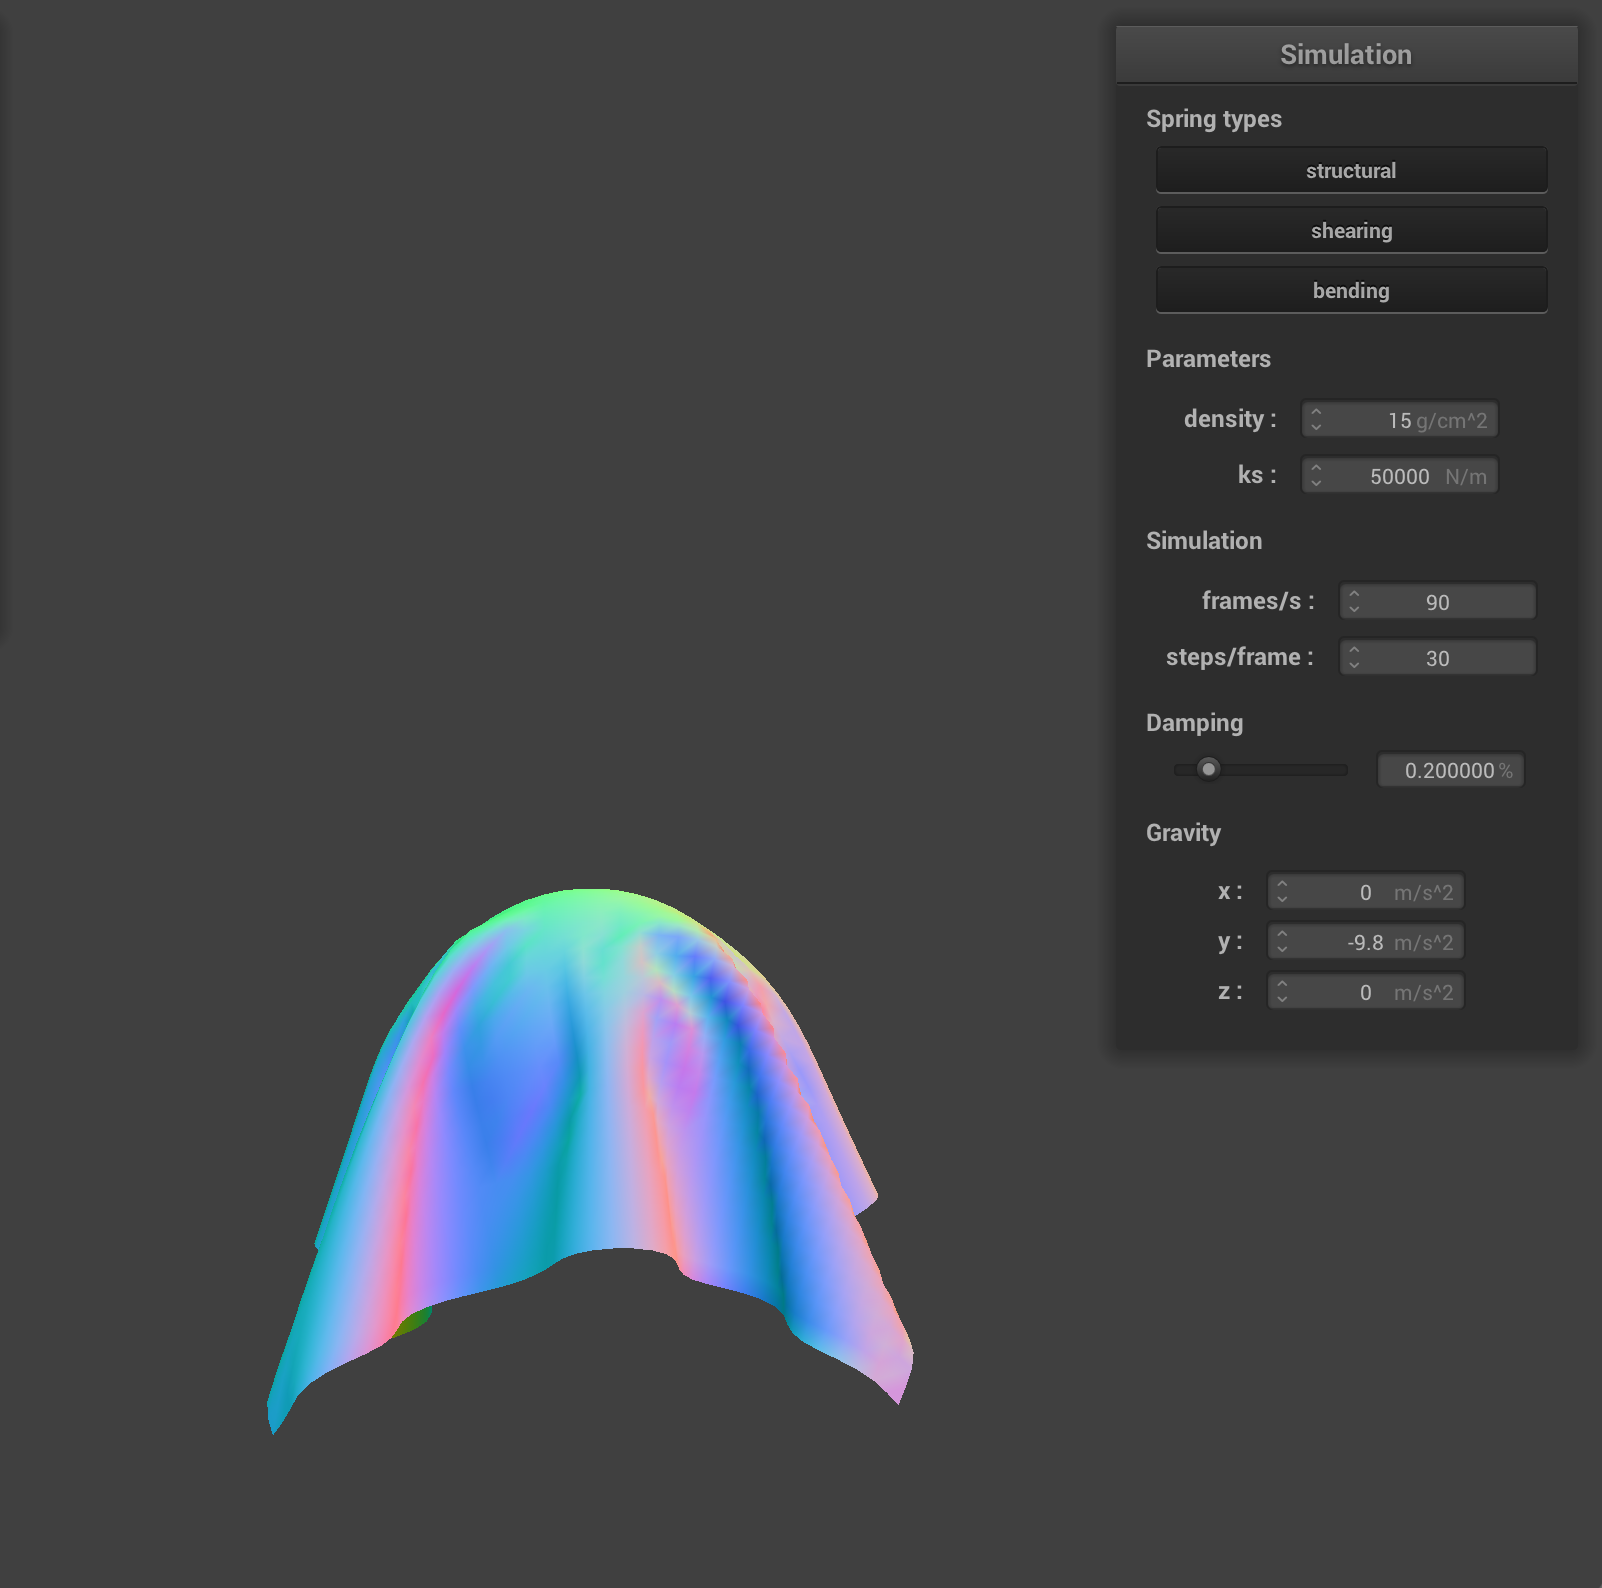 Simulation
Spring types
structural
shearing
bending
Parameters
density : 15 g/cm^2
ks : 50000 N/m
Simulation
frames/s : 90
steps/frame : 30
Damping
0.200000 %
Gravity
x : 0 m/s^2
y : -9.8 m/s^2
z : 0 m/s^2